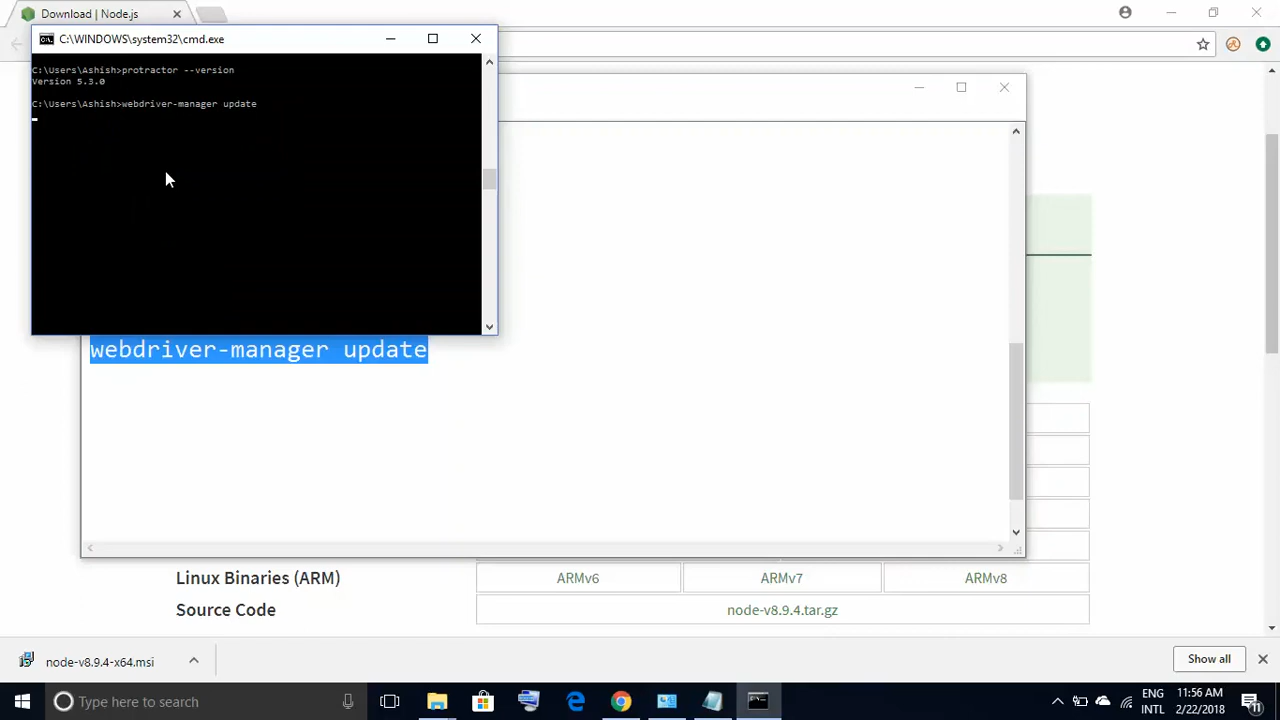 Download | Node.js
C:\WINDOWS\system32\cmd.exe
C:\Users\Ashish>protractor --version
Version 5.3.0
C:\Users\Ashish>webdriver-manager update
webdriver-manager update
Linux Binaries (ARM) ARMv6 ARMv7 ARMv8
Source Code node-v8.9.4.tar.gz
node-v8.9.4-x64.msi Show all
Type here to search
ENG 11:56 AM
INTL 2/22/2018 11